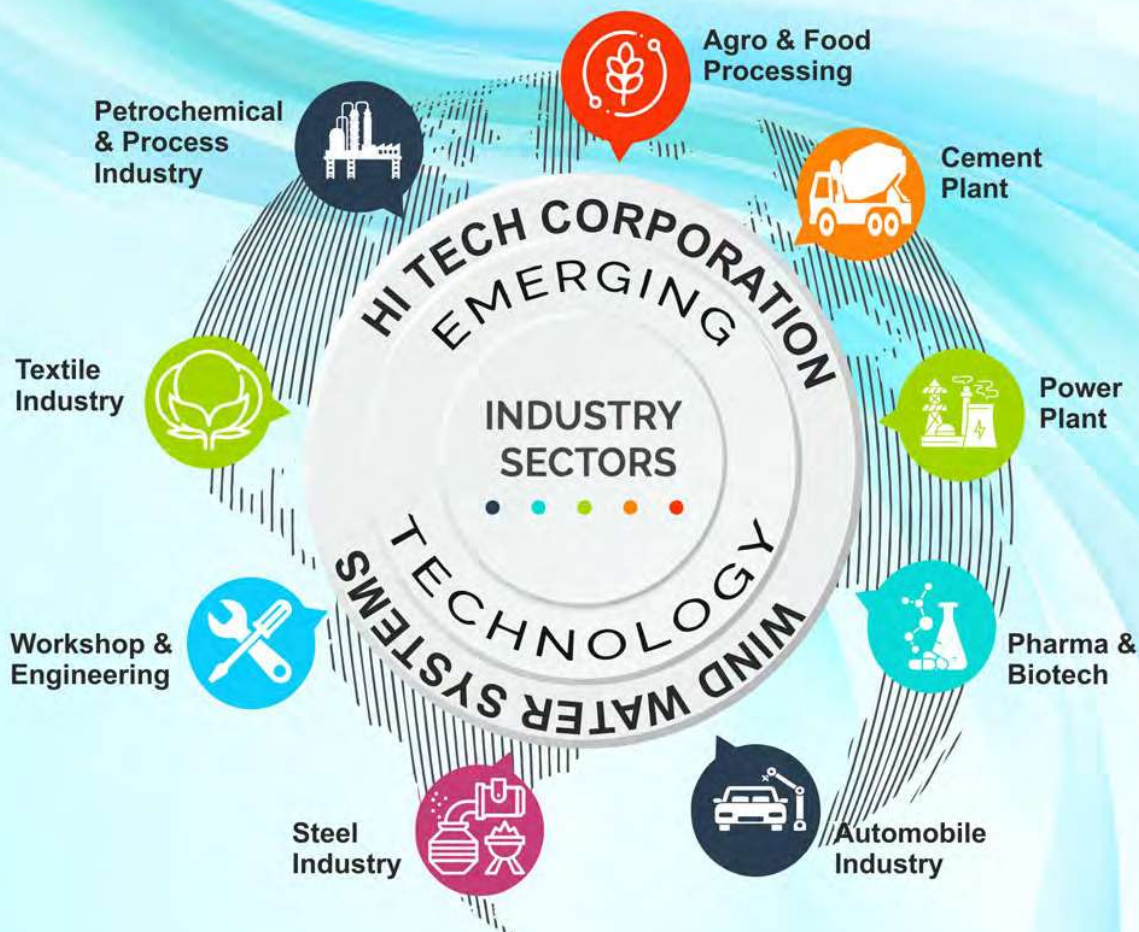 Agro & Food
Processing
Petrochemical
& Process
Industry
Cement
Plant
HI TECH CORPORATION
EMERGING
Textile
Industry
INDUSTRY
SECTORS
Power
Plant
TECHNOLOGY
WIND WATER SYSTEMS
Workshop &
Engineering
Pharma &
Biotech
Steel
Industry
Automobile
Industry